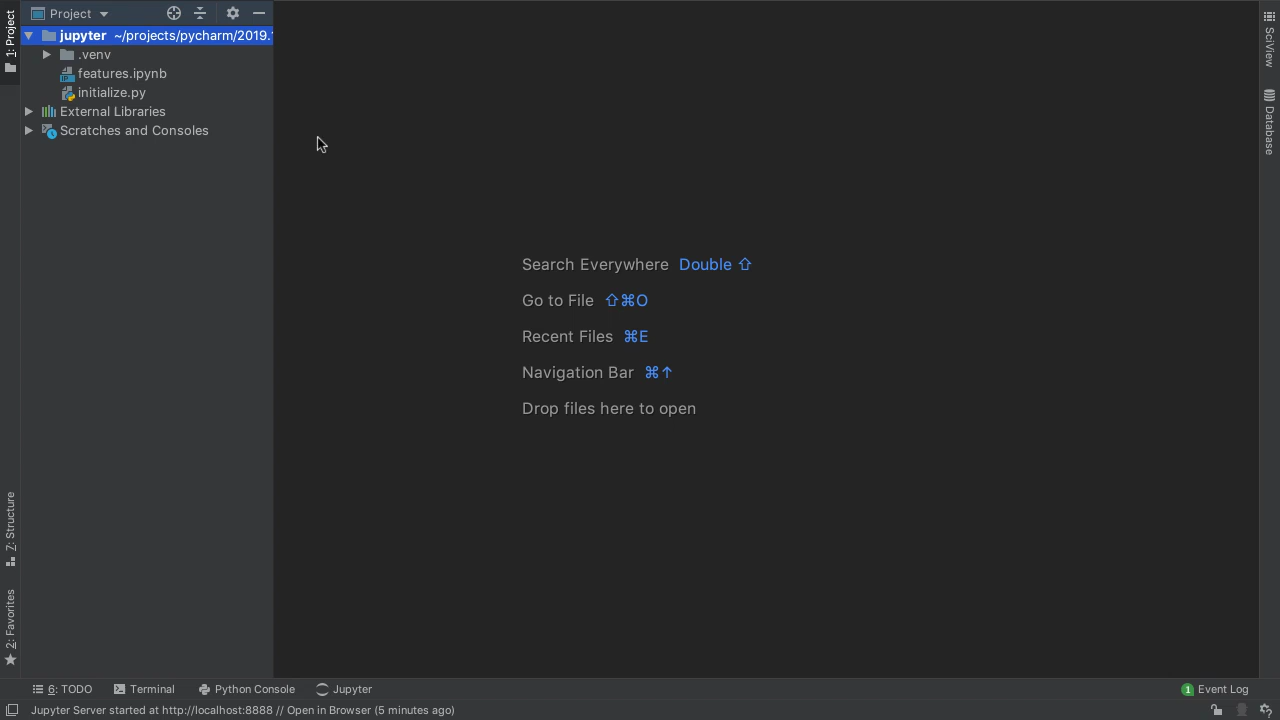 Project
jupyter ~/projects/pycharm/2019.1
.venv
features.ipynb
initialize.py
External Libraries
Scratches and Consoles
1: Project
Z: Structure
2: Favorites
Search Everywhere Double ⇧
Go to File ⇧⌘O
Recent Files ⌘E
Navigation Bar ⌘↑
Drop files here to open
SciView
Database
6: TODO
Terminal
Python Console
Jupyter
1 Event Log
Jupyter Server started at http://localhost:8888 // Open in Browser (5 minutes ago)